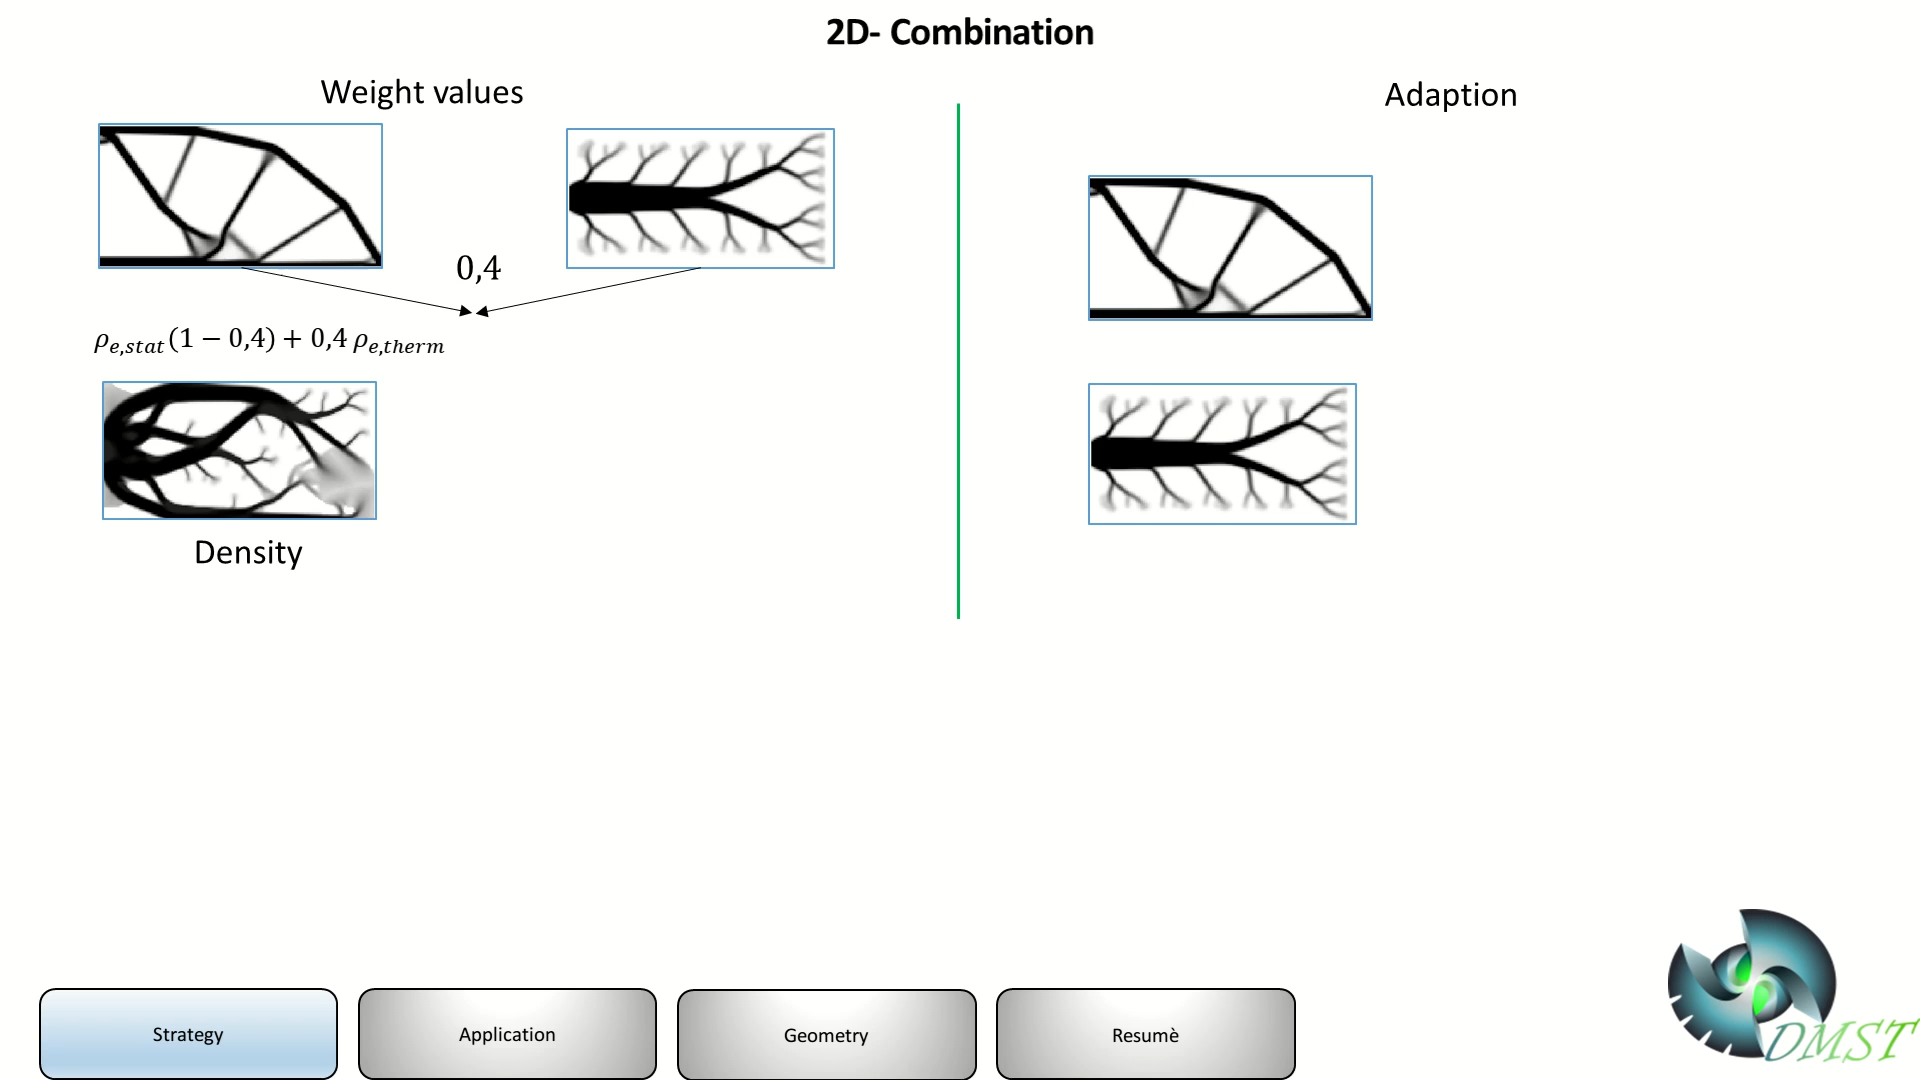 2D- Combination
Weight values
Adaption
0,4
ρₑ,ₛₜₐₜ(1 − 0,4) + 0,4 ρₑ,ₜₕₑᵣₘ
Density
Strategy
Application
Geometry
Resumè
DMST